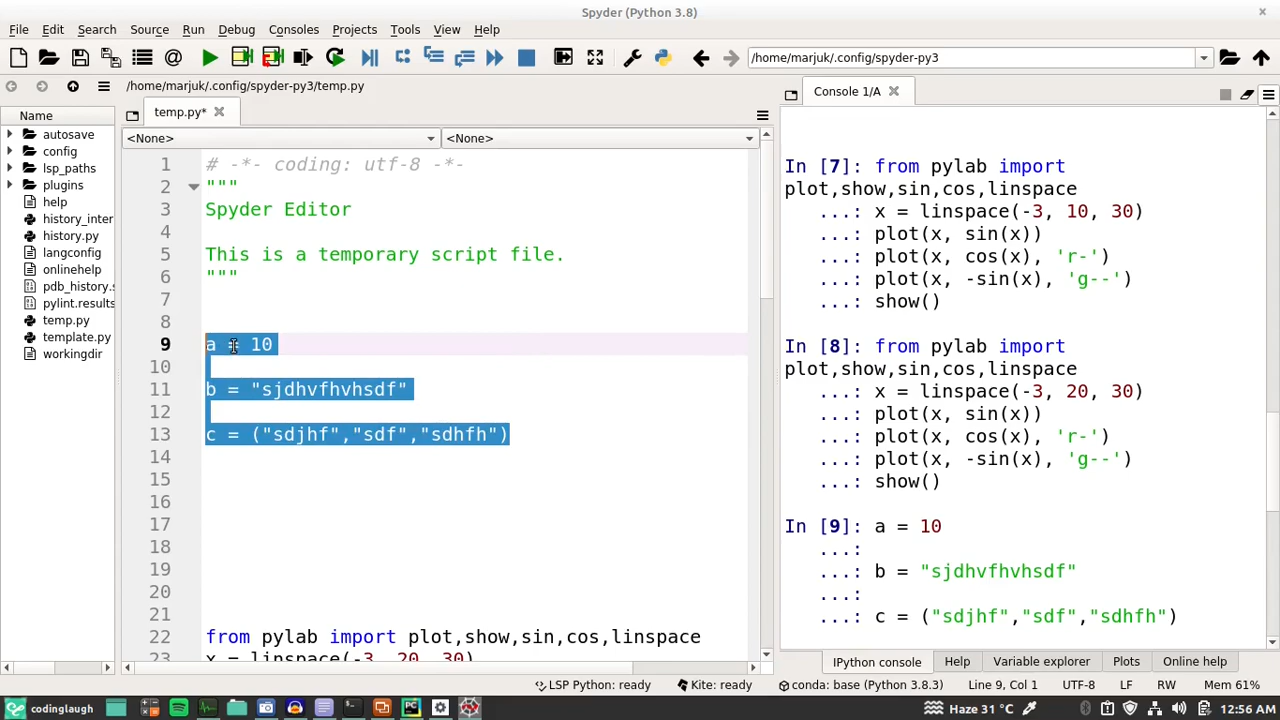 Spyder (Python 3.8)
File Edit Search Source Run Debug Consoles Projects Tools View Help
/home/marjuk/.config/spyder-py3
/home/marjuk/.config/spyder-py3/temp.py
Name
autosave
config
lsp_paths
plugins
help
history_inter
history.py
langconfig
onlinehelp
pdb_history.s
pylint.results
temp.py
template.py
workingdir
temp.py*
<None> <None>
1 # -*- coding: utf-8 -*-
2 """
3 Spyder Editor
4
5 This is a temporary script file.
6 """
7
8
9 a = 10
10
11 b = "sjdhvfhvhsdf"
12
13 c = ("sdjhf","sdf","sdhfh")
14
15
16
17
18
19
20
21
22 from pylab import plot,show,sin,cos,linspace
23 x = linspace(-3, 20, 30)
Console 1/A
In [7]: from pylab import
plot,show,sin,cos,linspace
...: x = linspace(-3, 10, 30)
...: plot(x, sin(x))
...: plot(x, cos(x), 'r-')
...: plot(x, -sin(x), 'g--')
...: show()
In [8]: from pylab import
plot,show,sin,cos,linspace
...: x = linspace(-3, 20, 30)
...: plot(x, sin(x))
...: plot(x, cos(x), 'r-')
...: plot(x, -sin(x), 'g--')
...: show()
In [9]: a = 10
...:
...: b = "sjdhvfhvhsdf"
...:
...: c = ("sdjhf","sdf","sdhfh")
IPython console Help Variable explorer Plots Online help
LSP Python: ready Kite: ready conda: base (Python 3.8.3) Line 9, Col 1 UTF-8 LF RW Mem 61%
codinglaugh Haze 31 °C 12:56 AM